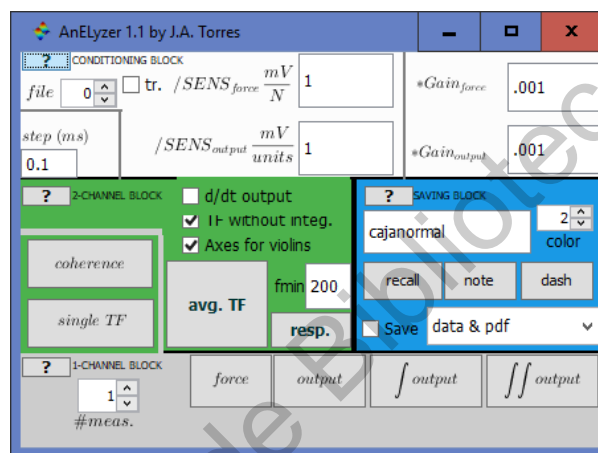 AnELyzer 1.1 by J.A. Torres
? CONDITIONING BLOCK
file 0 tr. /SENS_force mV/N 1 *Gain_force .001
step (ms)
0.1
/SENS_output mV/units 1 *Gain_output .001
? 2-CHANNEL BLOCK
coherence
single TF
d/dt output
TF without integ.
Axes for violins
avg. TF
fmin 200
resp.
? SAVING BLOCK
cajanormal
2
color
recall note dash
Save data & pdf
? 1-CHANNEL BLOCK
1
#meas.
force output ∫ output ∫∫ output
de Bibliotec